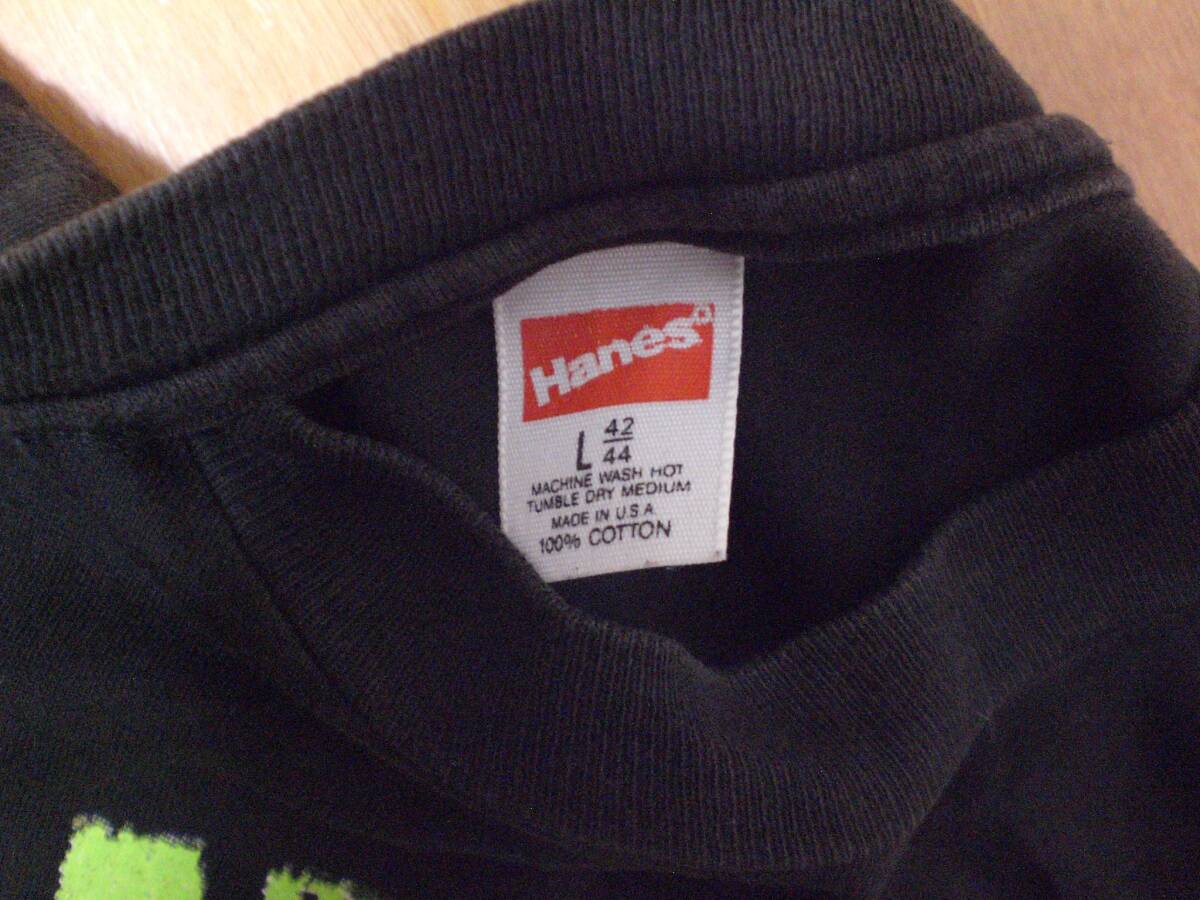 Hanes®
L 42/44
MACHINE WASH HOT
TUMBLE DRY MEDIUM
MADE IN U.S.A.
100% COTTON